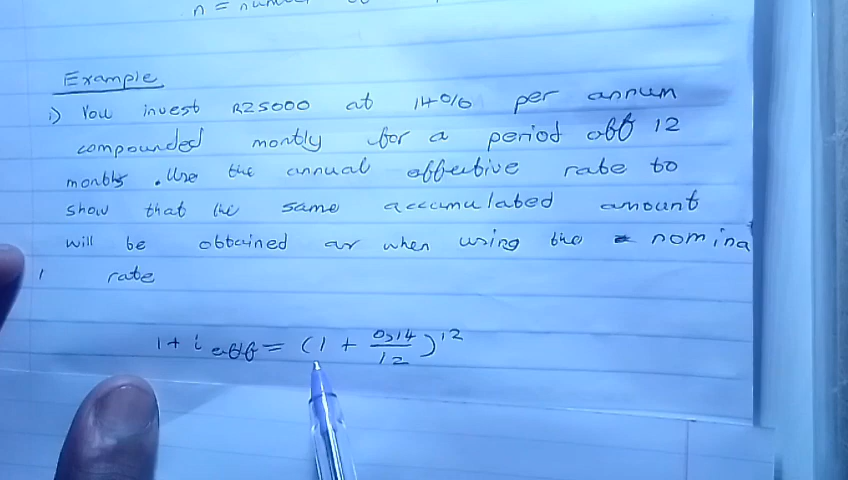 n = number
Example
i) You invest R25000 at 14% per annum
compounded montly for a period off 12
months. Use the annual effective rate to
show that the same accumulated amount
will be obtained as when using the nomina
l rate
1 + i eff = (1 + 0,14/12)^12